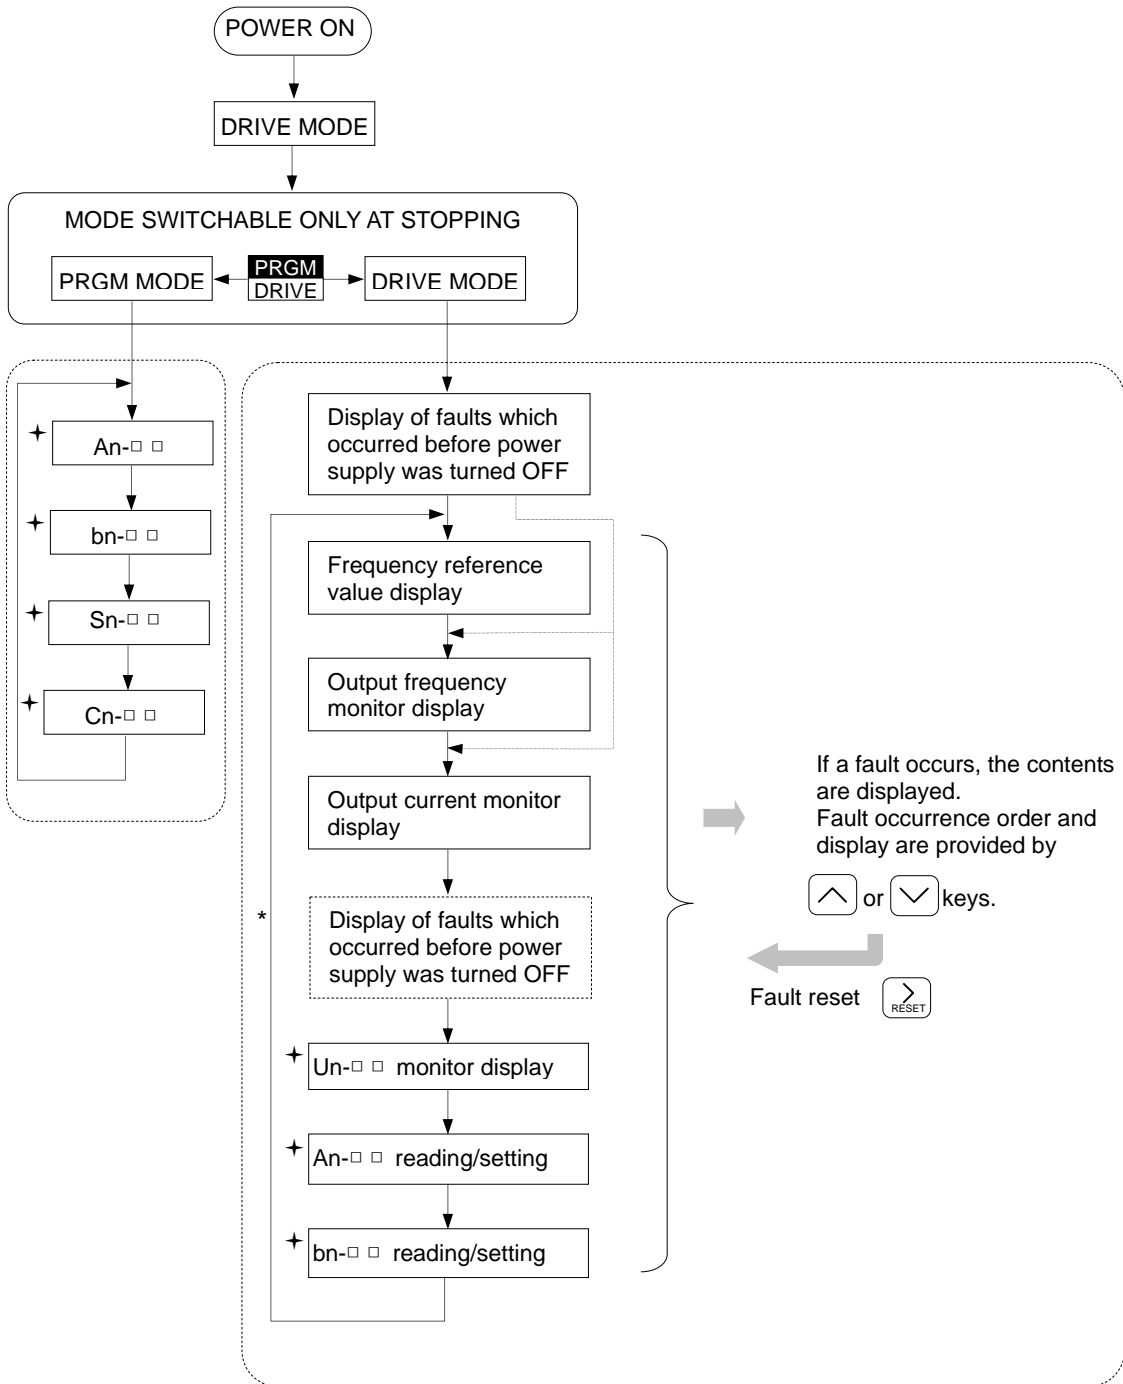 POWER ON
DRIVE MODE
MODE SWITCHABLE ONLY AT STOPPING
PRGM MODE
PRGM
DRIVE
DRIVE MODE
An-□ □
bn-□ □
Sn-□ □
Cn-□ □
Display of faults which
occurred before power
supply was turned OFF
Frequency reference
value display
Output frequency
monitor display
Output current monitor
display
*
Display of faults which
occurred before power
supply was turned OFF
Un-□ □ monitor display
An-□ □ reading/setting
bn-□ □ reading/setting
If a fault occurs, the contents
are displayed.
Fault occurrence order and
display are provided by
or keys.
Fault reset
RESET